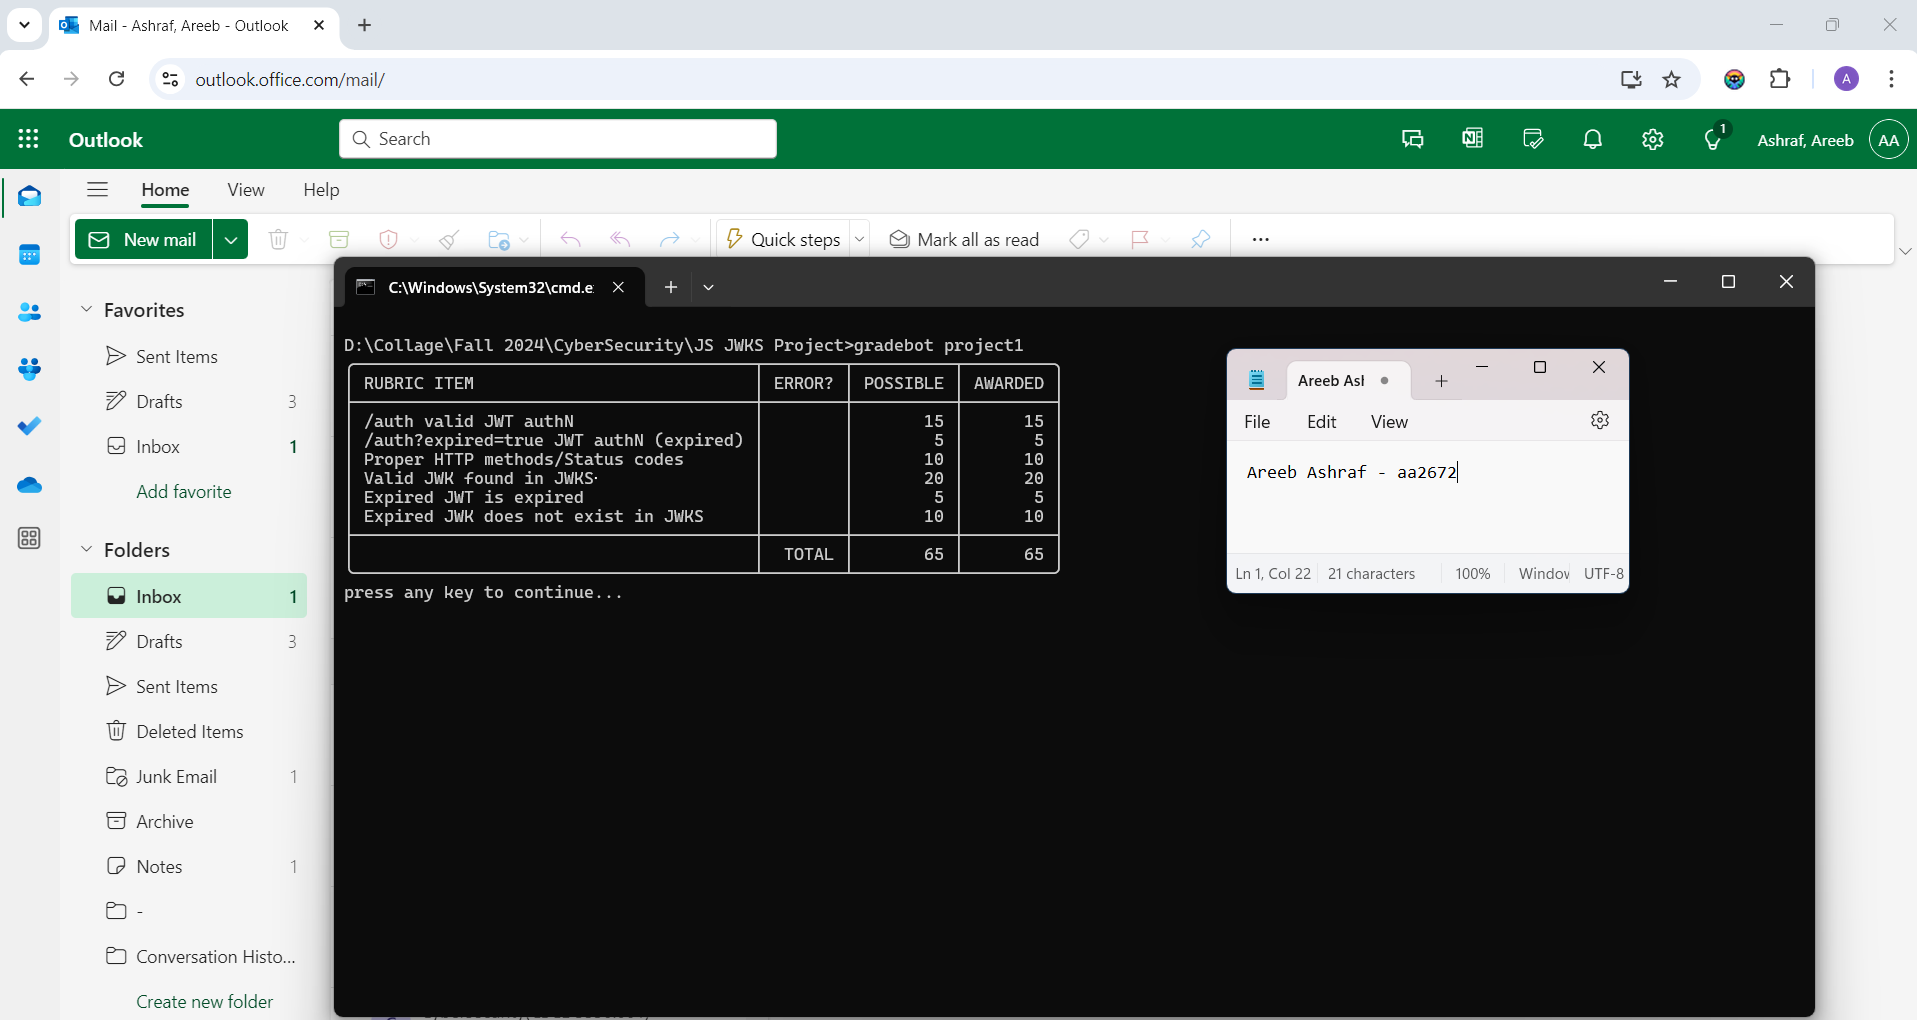 Mail - Ashraf, Areeb - Outlook
outlook.office.com/mail/
A
Outlook
Search
1
Ashraf, Areeb
AA
Home View Help
New mail
Quick steps
Mark all as read
Favorites
Sent Items
Drafts 3
Inbox 1
Add favorite
Folders
Inbox 1
Drafts 3
Sent Items
Deleted Items
Junk Email 1
Archive
Notes 1
-
Conversation Histo...
Create new folder
C:\Windows\System32\cmd.e
D:\Collage\Fall 2024\CyberSecurity\JS JWKS Project>gradebot project1
RUBRIC ITEM ERROR? POSSIBLE AWARDED
/auth valid JWT authN 15 15
/auth?expired=true JWT authN (expired) 5 5
Proper HTTP methods/Status codes 10 10
Valid JWK found in JWKS 20 20
Expired JWT is expired 5 5
Expired JWK does not exist in JWKS 10 10
TOTAL 65 65
press any key to continue...
Areeb Asl
File Edit View
Areeb Ashraf - aa2672
Ln 1, Col 22 21 characters 100% Window UTF-8